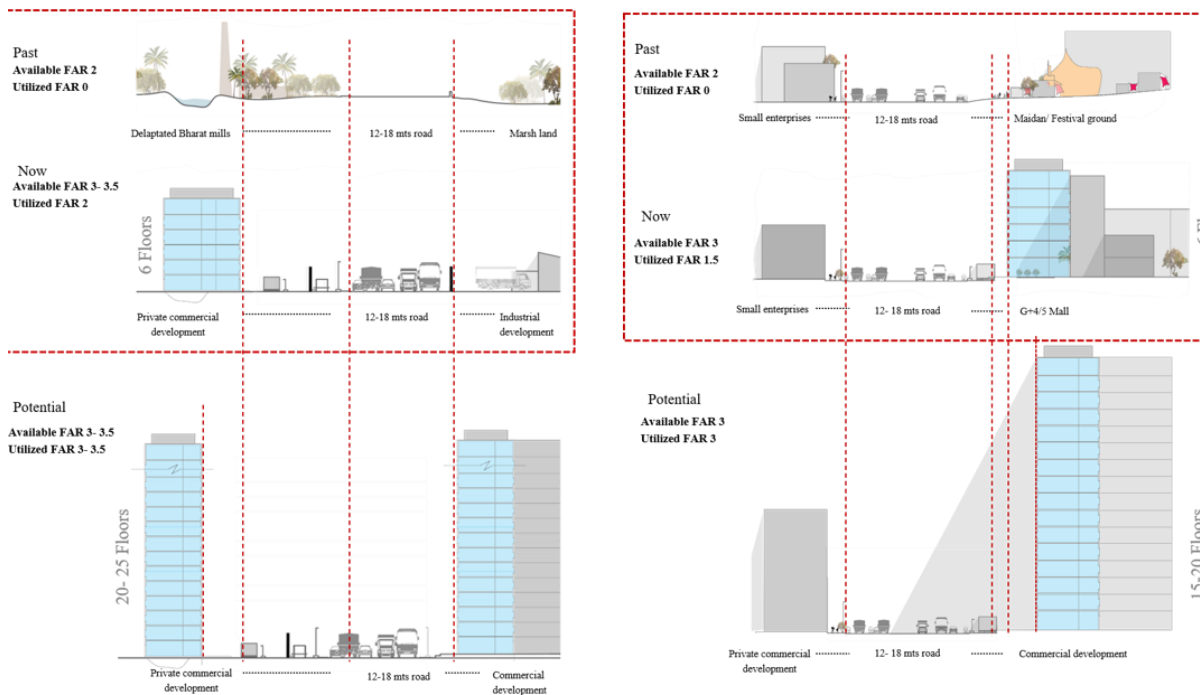 Past
Available FAR 2
Utilized FAR 0
Delaptated Bharat mills
12-18 mts road
Marsh land
Now
Available FAR 3- 3.5
Utilized FAR 2
6 Floors
Private commercial
development
12-18 mts road
Industrial
development
Potential
Available FAR 3- 3.5
Utilized FAR 3- 3.5
20- 25 Floors
Private commercial
development
12-18 mts road
Commercial
development
Past
Available FAR 2
Utilized FAR 0
Small enterprises
12-18 mts road
Maidan/ Festival ground
Now
Available FAR 3
Utilized FAR 1.5
Small enterprises
12- 18 mts road
G+4/5 Mall
Potential
Available FAR 3
Utilized FAR 3
15-20 Floors
Private commercial
development
12- 18 mts road
Commercial development